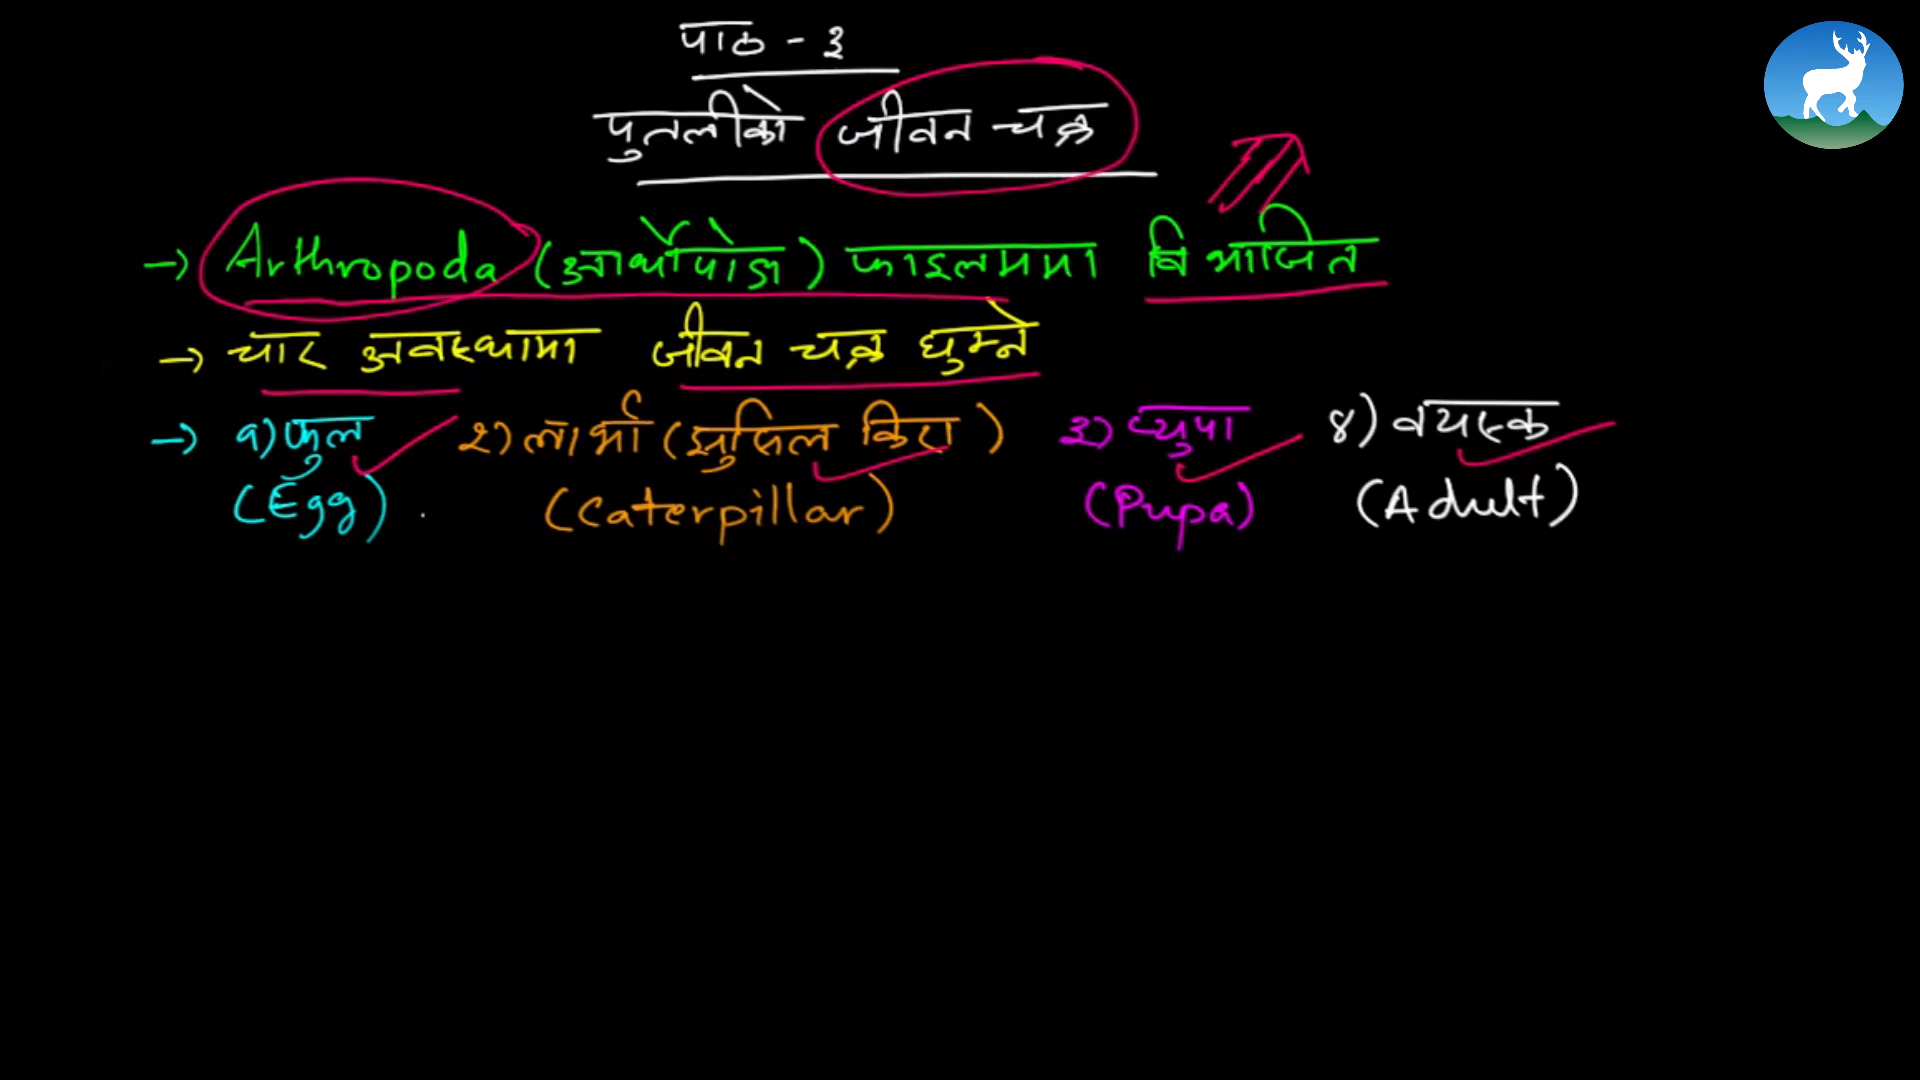 पाठ - ३
पुतलीको जीवन चक्र
→ Arthropoda (आर्थोपोडा) फाइलममा विभाजित
→ चार अवस्थामा जीवन चक्र घुम्ने
→ १) फुल २) लार्भा (झुसिल किरा) ३) प्युपा ४) वयस्क
(Egg) (Caterpillar) (Pupa) (Adult)